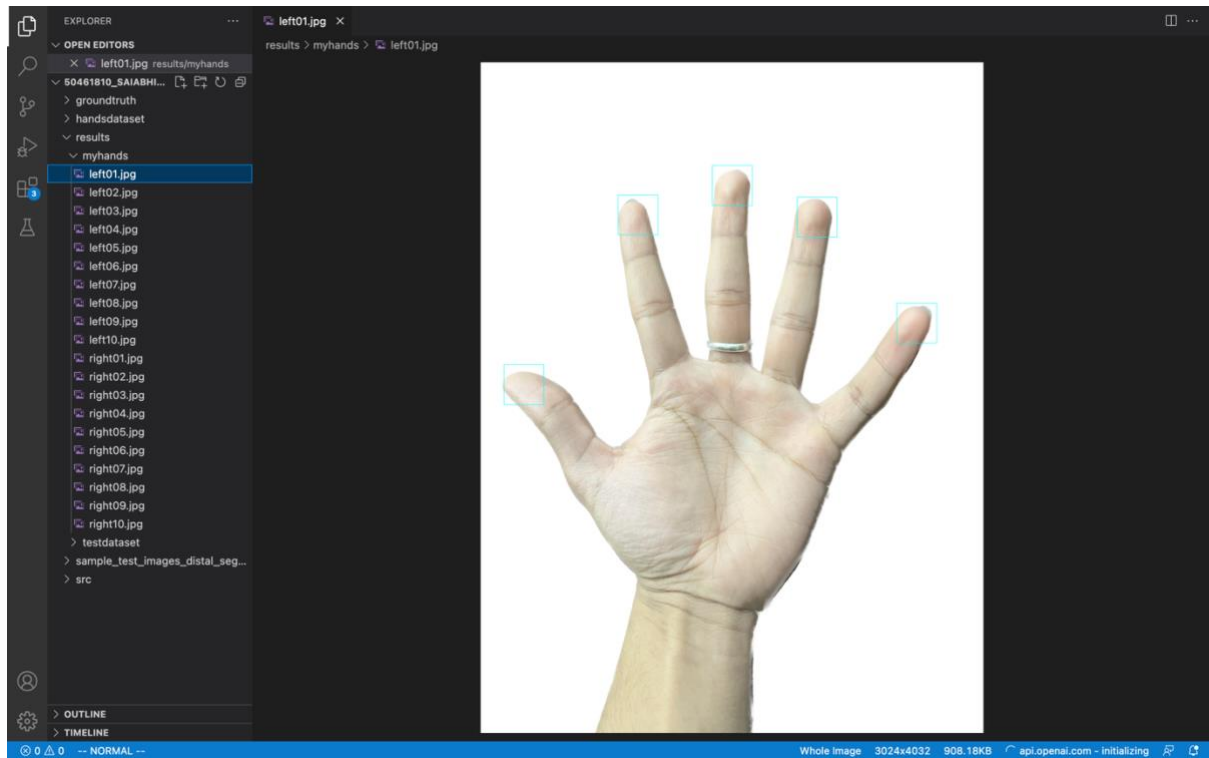 EXPLORER
left01.jpg
OPEN EDITORS
left01.jpg results/myhands
results > myhands > left01.jpg
50461810_SAIABHI...
groundtruth
handsdataset
results
myhands
left01.jpg
left02.jpg
left03.jpg
left04.jpg
left05.jpg
left06.jpg
left07.jpg
left08.jpg
left09.jpg
left10.jpg
right01.jpg
right02.jpg
right03.jpg
right04.jpg
right05.jpg
right06.jpg
right07.jpg
right08.jpg
right09.jpg
right10.jpg
testdataset
sample_test_images_distal_seg...
src
3
OUTLINE
TIMELINE
0 0 -- NORMAL -- Whole Image 3024x4032 908.18KB api.openai.com - initializing